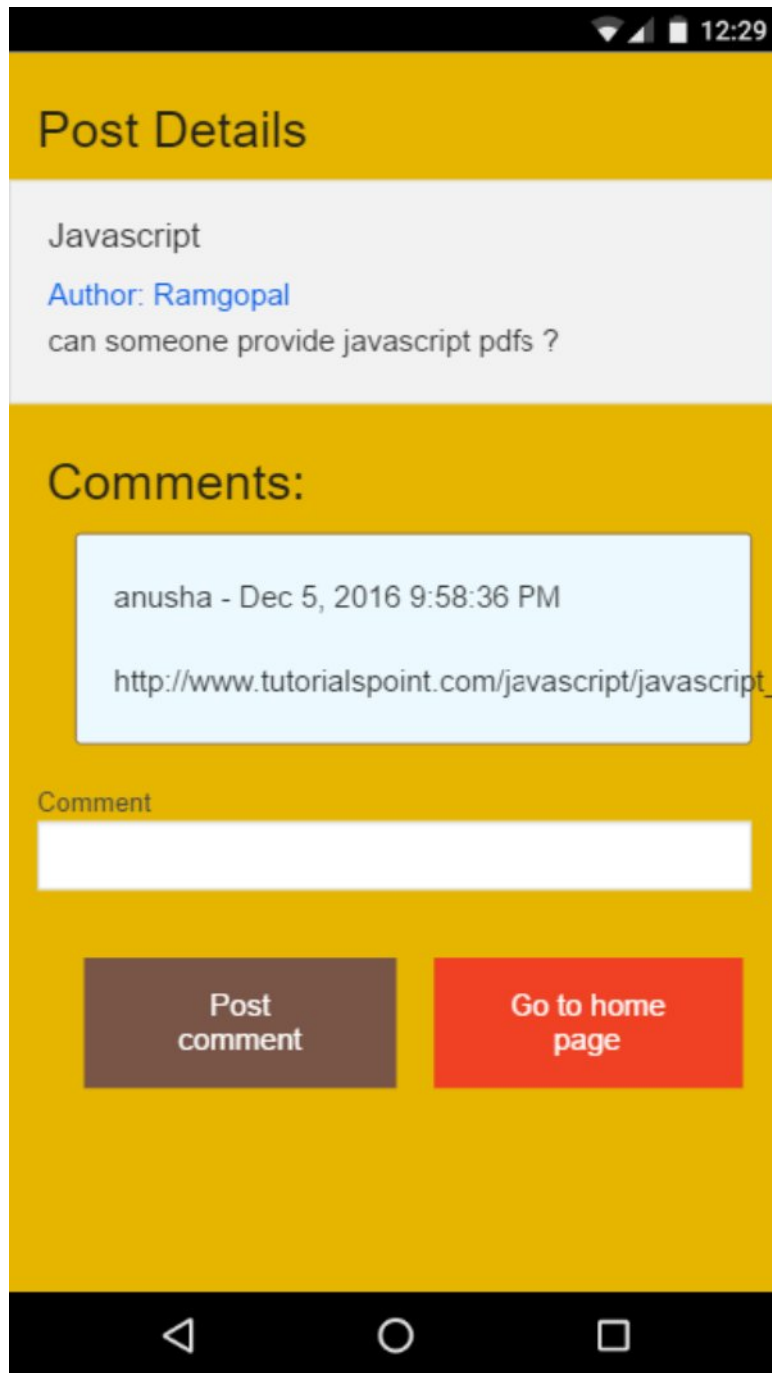 12:29
Post Details
Javascript
Author: Ramgopal
can someone provide javascript pdfs ?
Comments:
anusha - Dec 5, 2016 9:58:36 PM
http://www.tutorialspoint.com/javascript/javascript_
Comment
Post
comment
Go to home
page